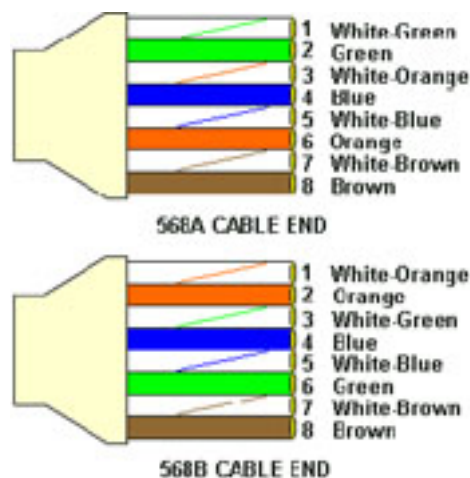 1 White-Green
2 Green
3 White-Orange
4 Blue
5 White-Blue
6 Orange
7 White-Brown
8 Brown
568A CABLE END
1 White-Orange
2 Orange
3 White-Green
4 Blue
5 White-Blue
6 Green
7 White-Brown
8 Brown
568B CABLE END